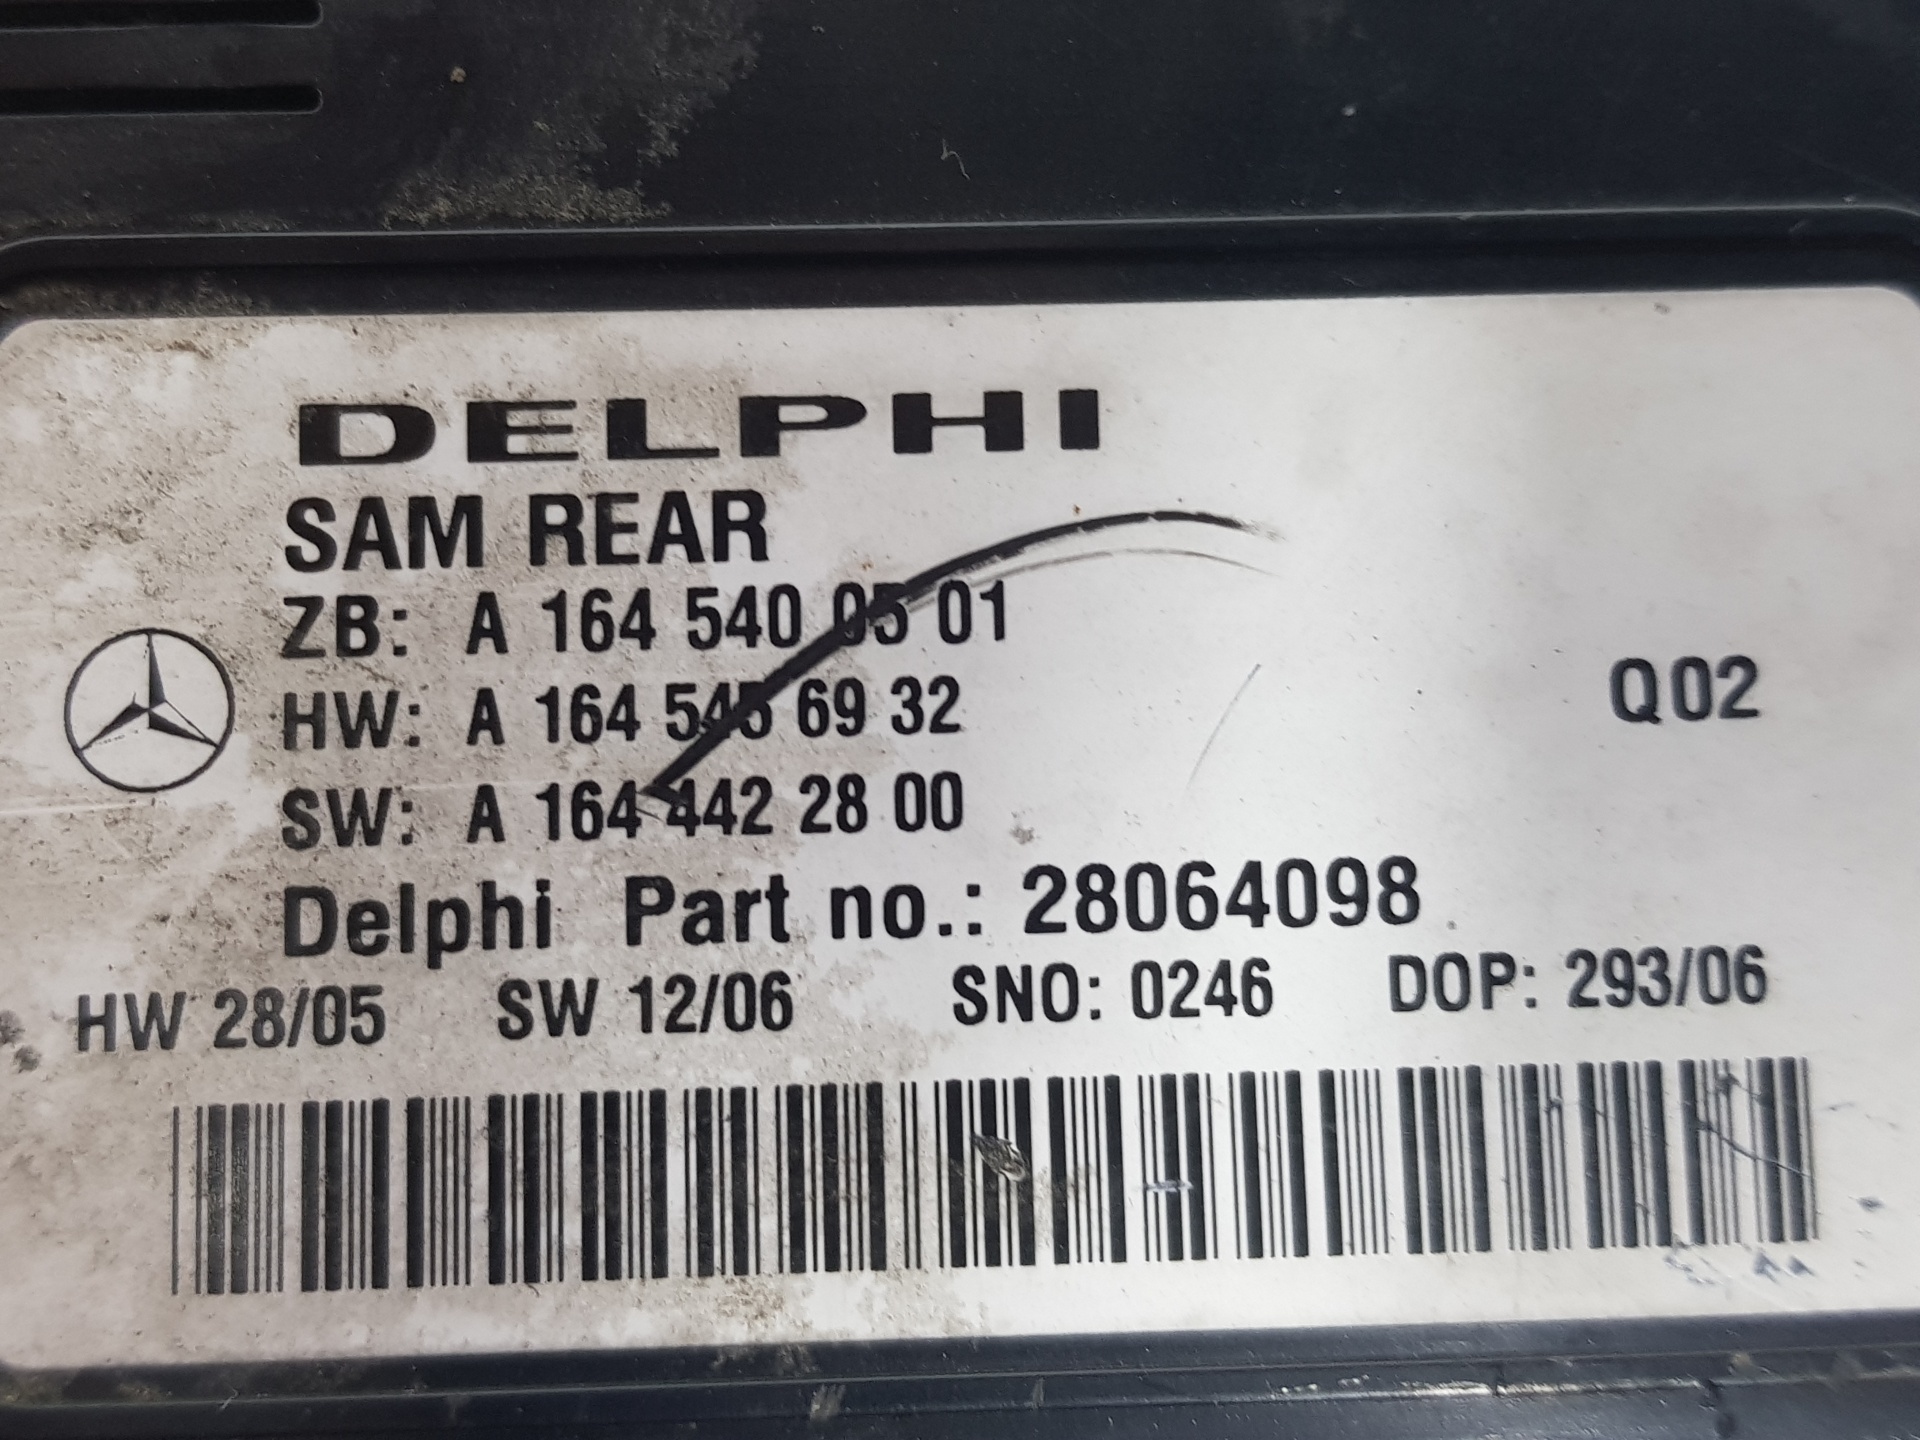 DELPHI
SAM REAR
ZB: A 164 540 05 01
HW: A 164 545 69 32
SW: A 164 442 28 00
Q02
Delphi Part no.: 28064098
HW 28/05 SW 12/06 SNO: 0246 DOP: 293/06